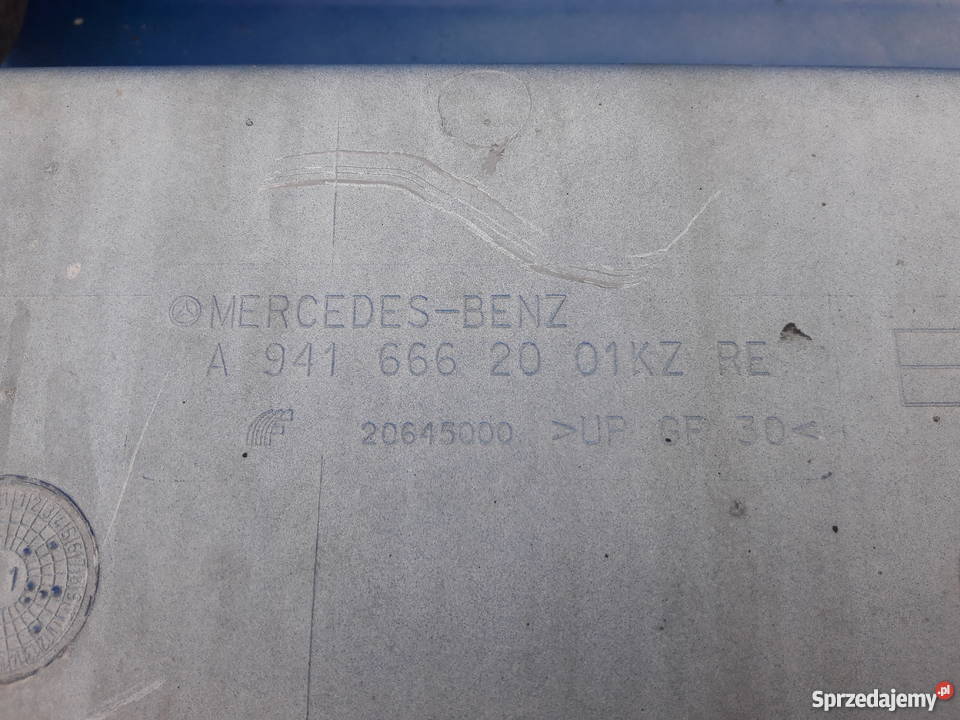 MERCEDES-BENZ
A 941 666 20 01KZ RE
20645000 >UP GF 30<
Sprzedajemy.pl